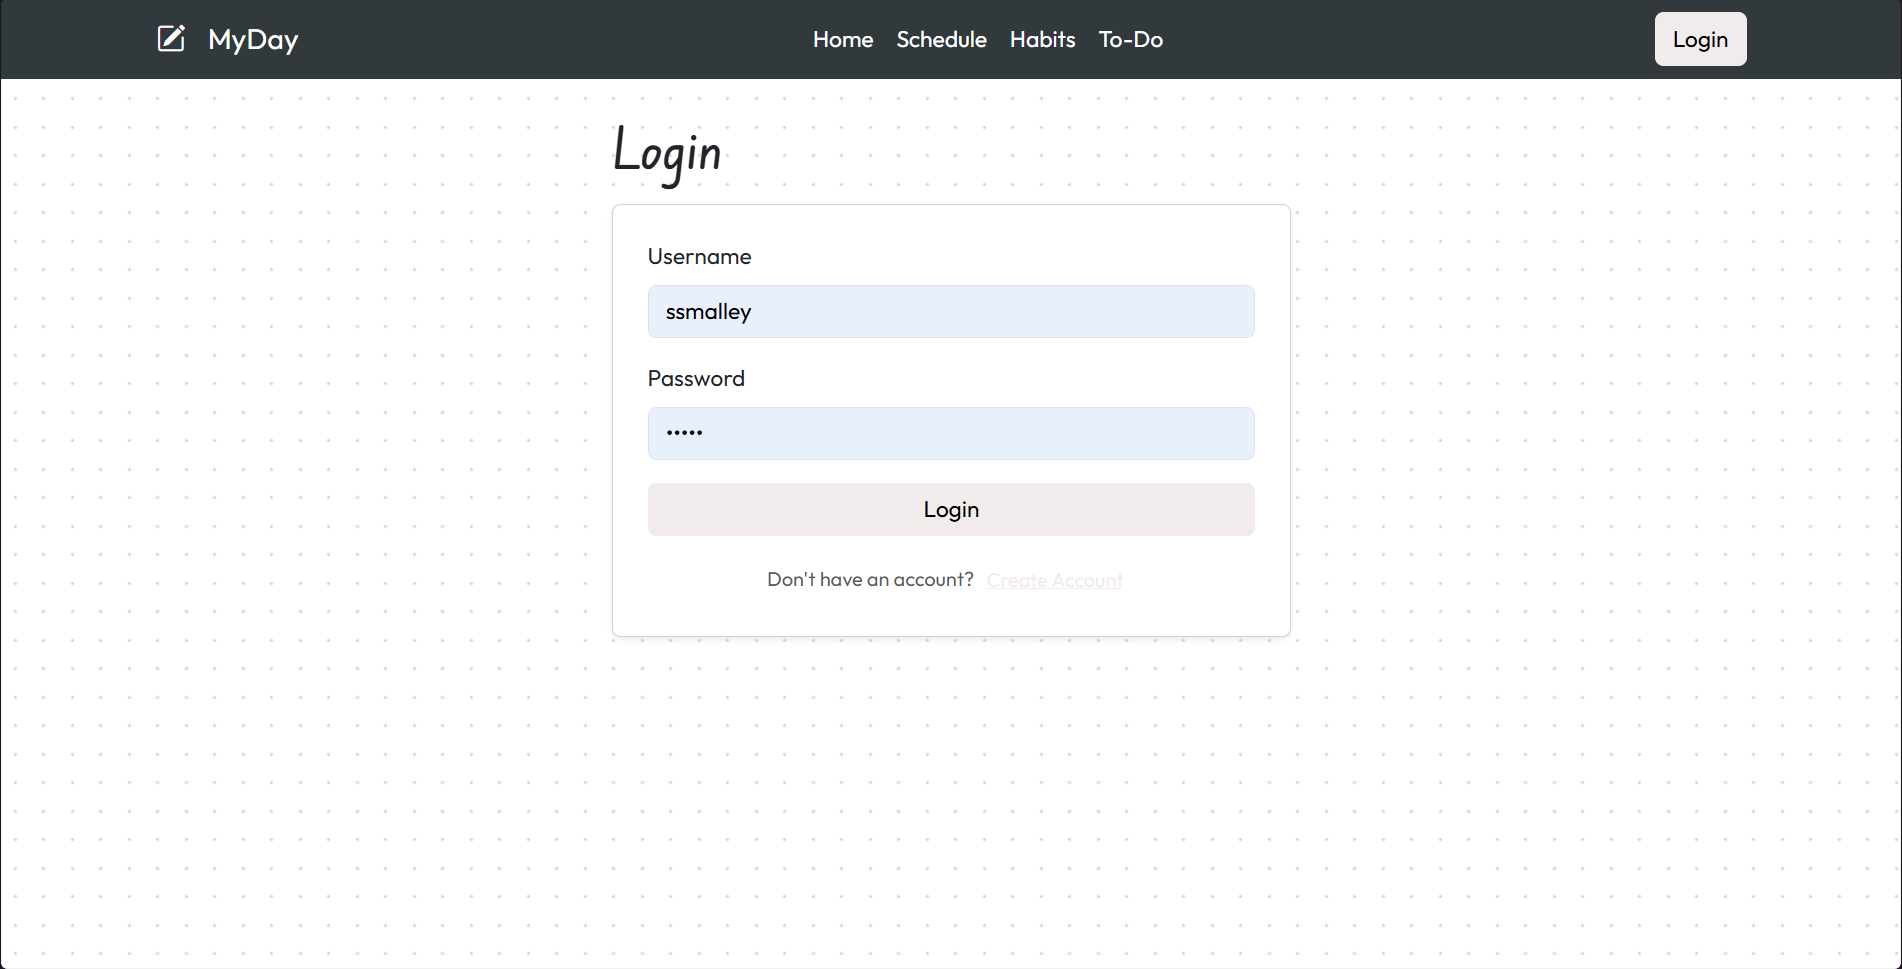 MyDay
Home Schedule Habits To-Do
Login
Login
Username
ssmalley
Password
•••••
Login
Don't have an account? Create Account